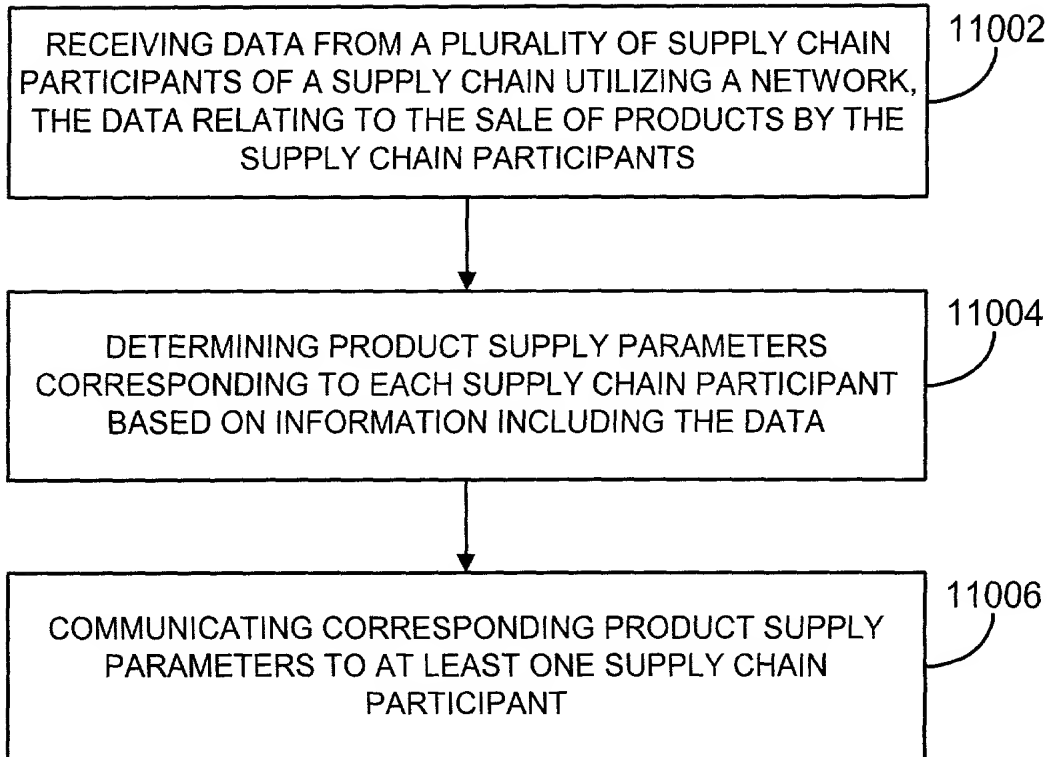 RECEIVING DATA FROM A PLURALITY OF SUPPLY CHAIN
PARTICIPANTS OF A SUPPLY CHAIN UTILIZING A NETWORK,
THE DATA RELATING TO THE SALE OF PRODUCTS BY THE
SUPPLY CHAIN PARTICIPANTS
11002
DETERMINING PRODUCT SUPPLY PARAMETERS
CORRESPONDING TO EACH SUPPLY CHAIN PARTICIPANT
BASED ON INFORMATION INCLUDING THE DATA
11004
COMMUNICATING CORRESPONDING PRODUCT SUPPLY
PARAMETERS TO AT LEAST ONE SUPPLY CHAIN
PARTICIPANT
11006